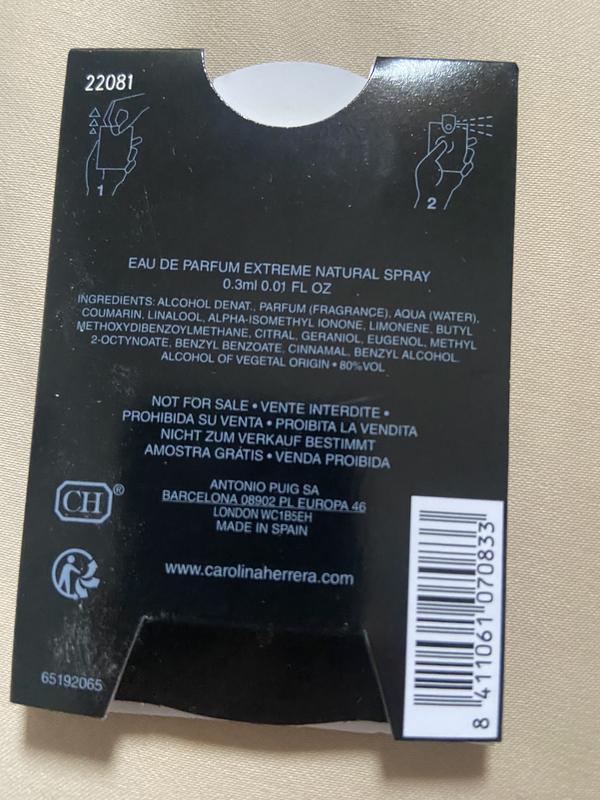 22081
1
2
EAU DE PARFUM EXTREME NATURAL SPRAY
0.3ml 0.01 FL OZ
INGREDIENTS: ALCOHOL DENAT., PARFUM (FRAGRANCE), AQUA (WATER),
COUMARIN, LINALOOL, ALPHA-ISOMETHYL IONONE, LIMONENE, BUTYL
METHOXYDIBENZOYLMETHANE, CITRAL, GERANIOL, EUGENOL, METHYL
2-OCTYNOATE, BENZYL BENZOATE, CINNAMAL, BENZYL ALCOHOL.
ALCOHOL OF VEGETAL ORIGIN • 80%VOL
NOT FOR SALE • VENTE INTERDITE •
PROHIBIDA SU VENTA • PROIBITA LA VENDITA
NICHT ZUM VERKAUF BESTIMMT
AMOSTRA GRÁTIS • VENDA PROIBIDA
CH®
ANTONIO PUIG SA
BARCELONA 08902 PL EUROPA 46
LONDON WC1B5EH
MADE IN SPAIN
www.carolinaherrera.com
65192065
8 411061 070833